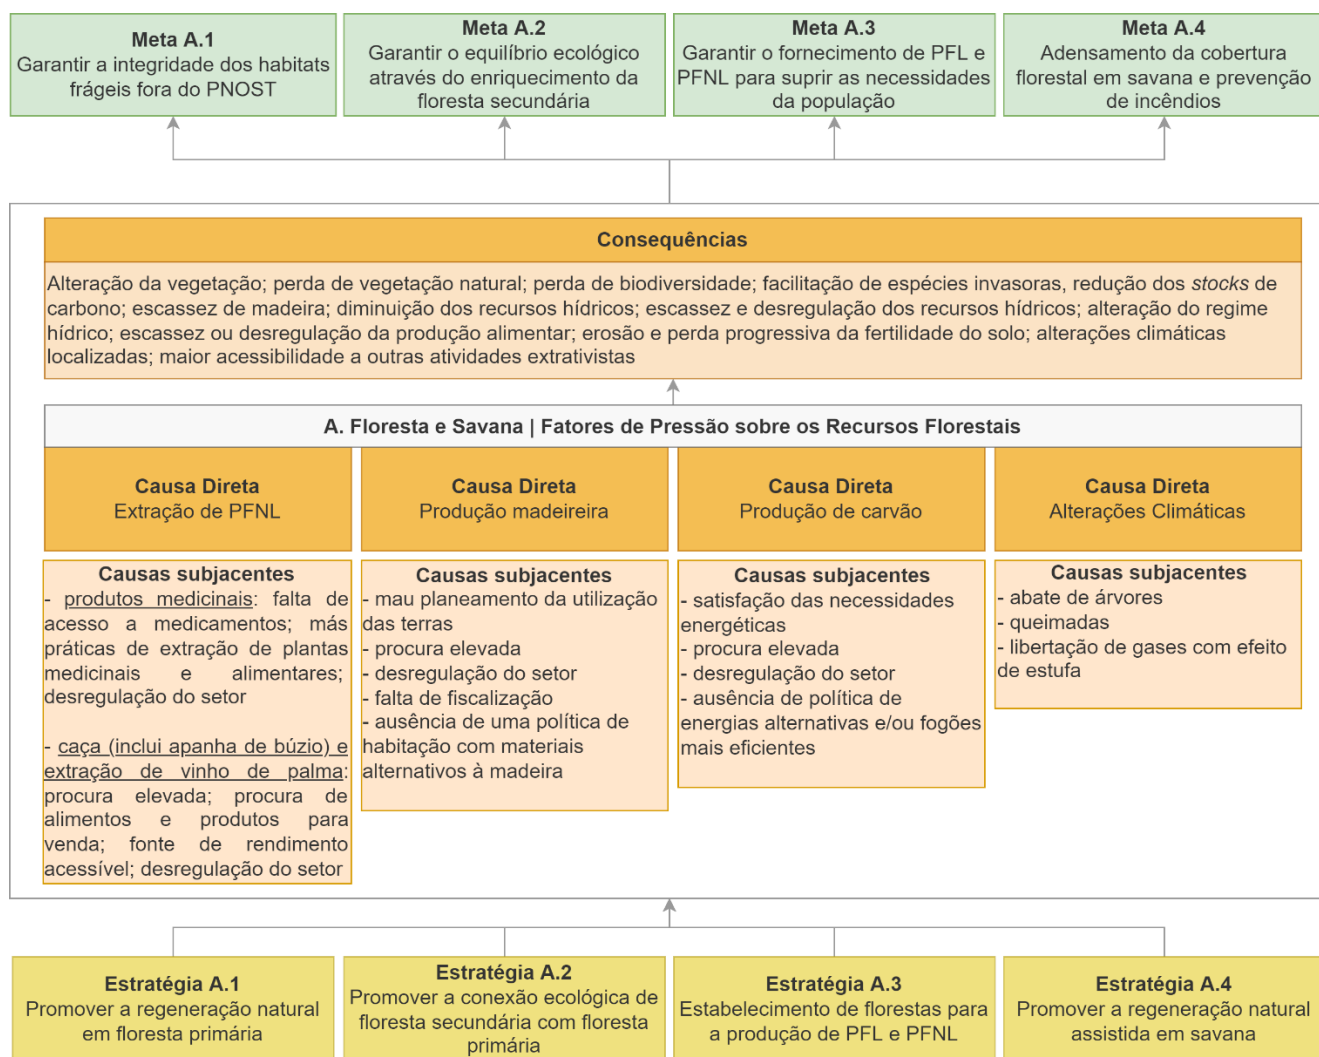 Meta A.1
Garantir a integridade dos habitats
frágeis fora do PNOST
Meta A.2
Garantir o equilíbrio ecológico
através do enriquecimento da
floresta secundária
Meta A.3
Garantir o fornecimento de PFL e
PFNL para suprir as necessidades
da população
Meta A.4
Adensamento da cobertura
florestal em savana e prevenção
de incêndios
Consequências
Alteração da vegetação; perda de vegetação natural; perda de biodiversidade; facilitação de espécies invasoras, redução dos stocks de
carbono; escassez de madeira; diminuição dos recursos hídricos; escassez e desregulação dos recursos hídricos; alteração do regime
hídrico; escassez ou desregulação da produção alimentar; erosão e perda progressiva da fertilidade do solo; alterações climáticas
localizadas; maior acessibilidade a outras atividades extrativistas
A. Floresta e Savana | Fatores de Pressão sobre os Recursos Florestais
Causa Direta
Extração de PFNL
Causa Direta
Produção madeireira
Causa Direta
Produção de carvão
Causa Direta
Alterações Climáticas
Causas subjacentes
- produtos medicinais: falta de
acesso a medicamentos; más
práticas de extração de plantas
medicinais e alimentares;
desregulação do setor
- caça (inclui apanha de búzio) e
extração de vinho de palma:
procura elevada; procura de
alimentos e produtos para
venda; fonte de rendimento
acessível; desregulação do setor
Causas subjacentes
- mau planeamento da utilização
das terras
- procura elevada
- desregulação do setor
- falta de fiscalização
- ausência de uma política de
habitação com materiais
alternativos à madeira
Causas subjacentes
- satisfação das necessidades
energéticas
- procura elevada
- desregulação do setor
- ausência de política de
energias alternativas e/ou fogões
mais eficientes
Causas subjacentes
- abate de árvores
- queimadas
- libertação de gases com efeito
de estufa
Estratégia A.1
Promover a regeneração natural
em floresta primária
Estratégia A.2
Promover a conexão ecológica de
floresta secundária com floresta
primária
Estratégia A.3
Estabelecimento de florestas para
a produção de PFL e PFNL
Estratégia A.4
Promover a regeneração natural
assistida em savana